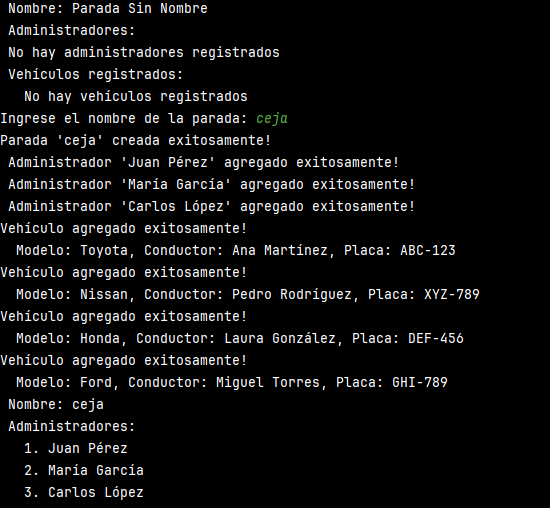 Nombre: Parada Sin Nombre
Administradores:
No hay administradores registrados
Vehículos registrados:
No hay vehículos registrados
Ingrese el nombre de la parada: ceja
Parada 'ceja' creada exitosamente!
Administrador 'Juan Pérez' agregado exitosamente!
Administrador 'María García' agregado exitosamente!
Administrador 'Carlos López' agregado exitosamente!
Vehículo agregado exitosamente!
Modelo: Toyota, Conductor: Ana Martínez, Placa: ABC-123
Vehículo agregado exitosamente!
Modelo: Nissan, Conductor: Pedro Rodríguez, Placa: XYZ-789
Vehículo agregado exitosamente!
Modelo: Honda, Conductor: Laura González, Placa: DEF-456
Vehículo agregado exitosamente!
Modelo: Ford, Conductor: Miguel Torres, Placa: GHI-789
Nombre: ceja
Administradores:
1. Juan Pérez
2. María García
3. Carlos López